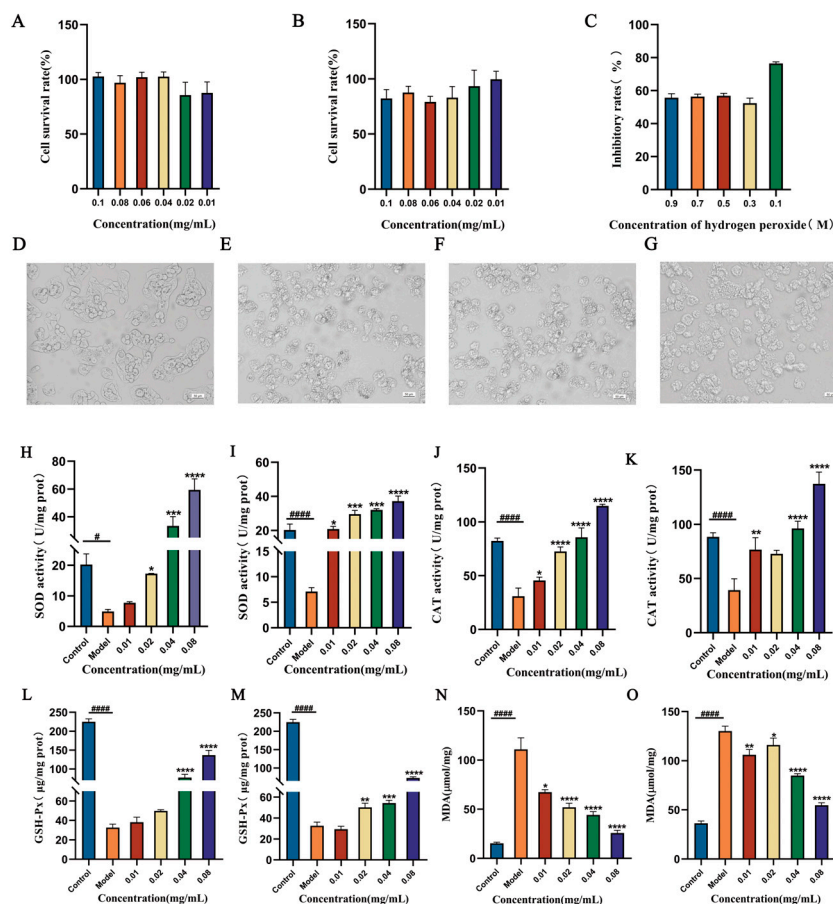 A
Cell survival rate(%)
150
100
50
0
0.1 0.08 0.06 0.04 0.02 0.01
Concentration(mg/mL)
B
Cell survival rate(%)
150
100
50
0
0.1 0.08 0.06 0.04 0.02 0.01
Concentration(mg/mL)
C
Inhibitory rates( %)
100
80
60
40
20
0
0.9 0.7 0.5 0.3 0.1
Concentration of hydrogen peroxide( M)
D
E
F
G
H
SOD activity( U/mg prot)
80
60
40
20
10
0
#
*
***
****
Control Model 0.01 0.02 0.04 0.08
Concentration(mg/mL)
I
SOD activity( U/mg prot)
60
40
20
15
10
5
0
####
*
***
***
****
Control Model 0.01 0.02 0.04 0.08
Concentration(mg/mL)
J
CAT activity( U/mg prot)
150
100
50
0
####
*
****
****
****
Control Model 0.01 0.02 0.04 0.08
Concentration(mg/mL)
K
CAT activity( U/mg prot)
150
100
50
0
####
**
****
****
Control Model 0.01 0.02 0.04 0.08
Concentration(mg/mL)
L
GSH-Px( μg/mg prot)
250
200
150
100
60
40
20
0
####
****
****
Control Model 0.01 0.02 0.04 0.08
Concentration(mg/mL)
M
GSH-Px( μg/mg prot)
250
200
150
100
60
40
20
0
####
**
***
****
Control Model 0.01 0.02 0.04 0.08
Concentration(mg/mL)
N
MDA(μmol/mg)
150
100
50
0
####
*
****
****
****
Control Model 0.01 0.02 0.04 0.08
Concentration(mg/mL)
O
MDA(μmol/mg)
150
100
50
0
####
**
*
****
****
Control Model 0.01 0.02 0.04 0.08
Concentration(mg/mL)